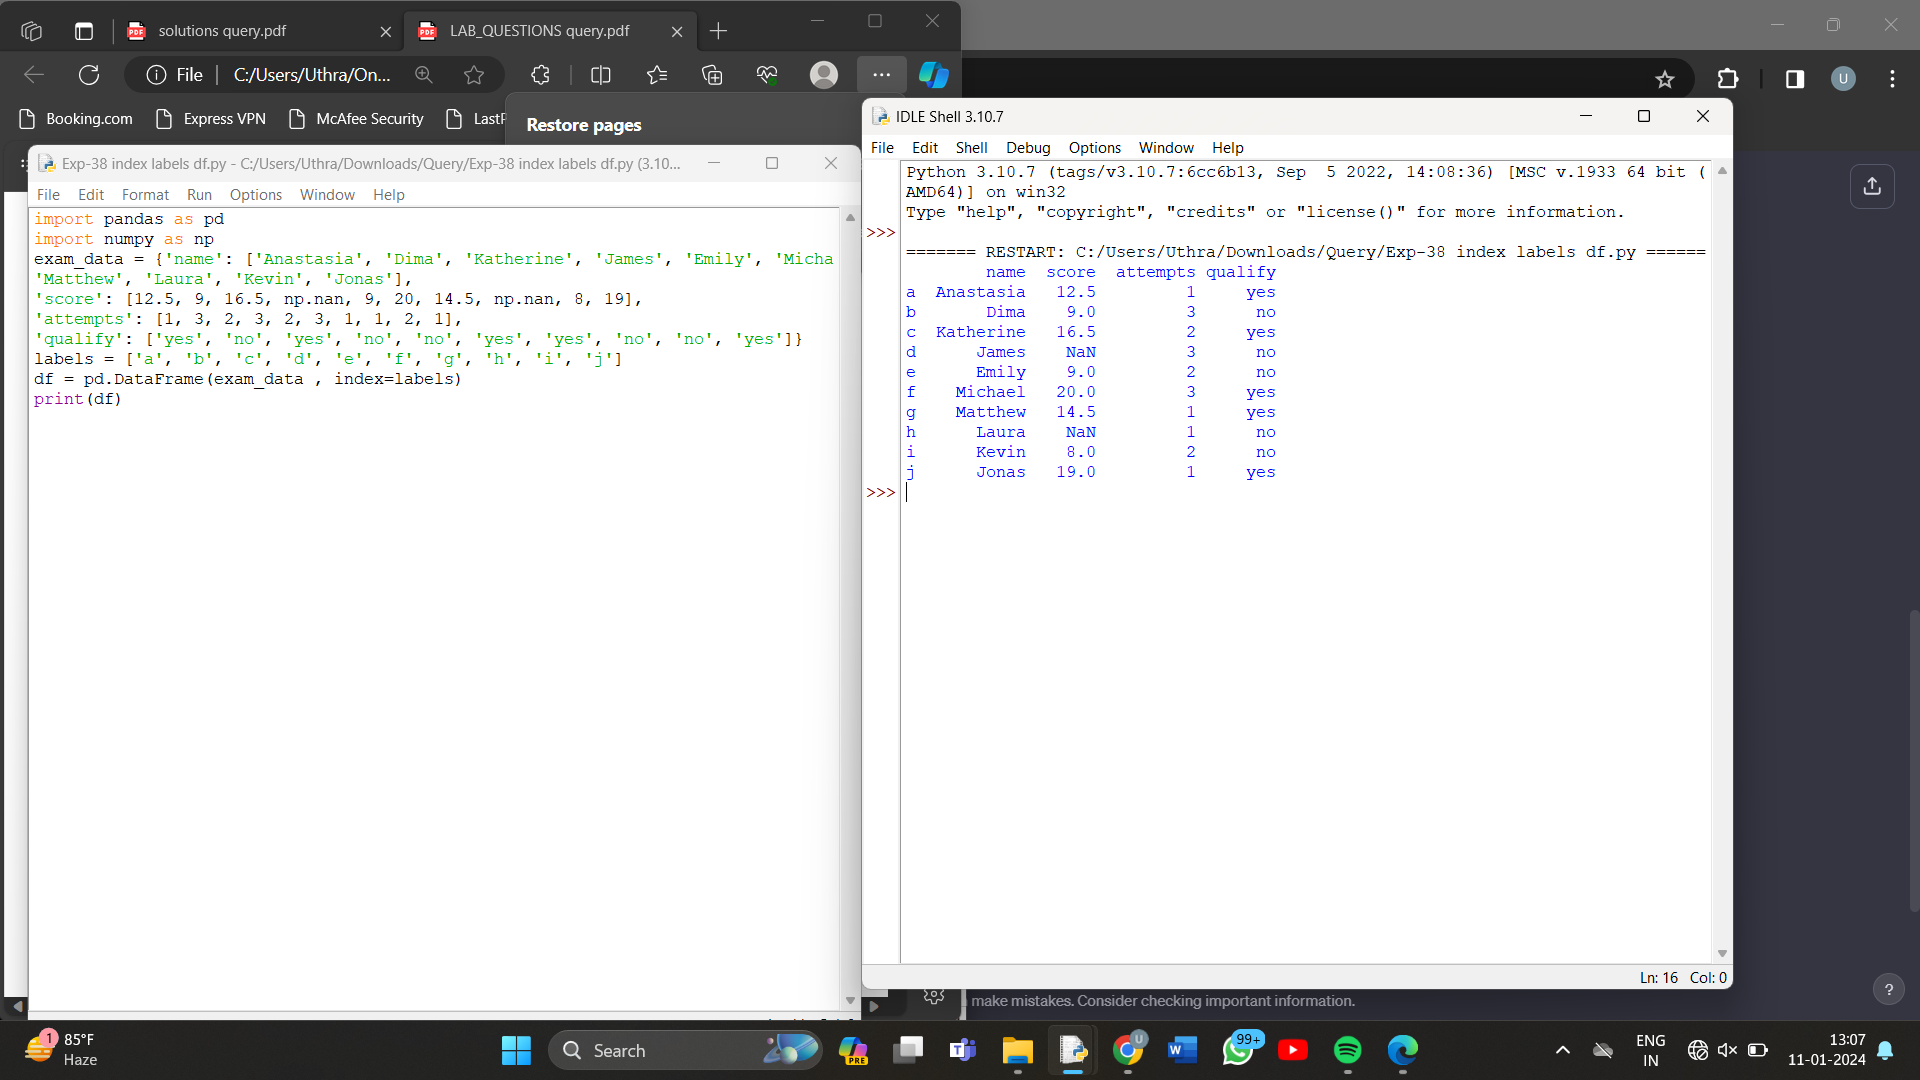 solutions query.pdf
LAB_QUESTIONS query.pdf
File
C:/Users/Uthra/On...
Booking.com
Express VPN
McAfee Security
LastP
Restore pages
U
Exp-38 index labels df.py - C:/Users/Uthra/Downloads/Query/Exp-38 index labels df.py (3.10...
File Edit Format Run Options Window Help
import pandas as pd
import numpy as np
exam_data = {'name': ['Anastasia', 'Dima', 'Katherine', 'James', 'Emily', 'Micha
'Matthew', 'Laura', 'Kevin', 'Jonas'],
'score': [12.5, 9, 16.5, np.nan, 9, 20, 14.5, np.nan, 8, 19],
'attempts': [1, 3, 2, 3, 2, 3, 1, 1, 2, 1],
'qualify': ['yes', 'no', 'yes', 'no', 'no', 'yes', 'yes', 'no', 'no', 'yes']}
labels = ['a', 'b', 'c', 'd', 'e', 'f', 'g', 'h', 'i', 'j']
df = pd.DataFrame(exam_data , index=labels)
print(df)
IDLE Shell 3.10.7
File Edit Shell Debug Options Window Help
Python 3.10.7 (tags/v3.10.7:6cc6b13, Sep  5 2022, 14:08:36) [MSC v.1933 64 bit (
AMD64)] on win32
Type "help", "copyright", "credits" or "license()" for more information.
>>>
======= RESTART: C:/Users/Uthra/Downloads/Query/Exp-38 index labels df.py ======
name score attempts qualify
a Anastasia 12.5 1 yes
b Dima 9.0 3 no
c Katherine 16.5 2 yes
d James NaN 3 no
e Emily 9.0 2 no
f Michael 20.0 3 yes
g Matthew 14.5 1 yes
h Laura NaN 1 no
i Kevin 8.0 2 no
j Jonas 19.0 1 yes
>>>
Ln: 16 Col: 0
make mistakes. Consider checking important information.
?
1
85°F
Haze
Search
PRE
U
99+
ENG
IN
13:07
11-01-2024